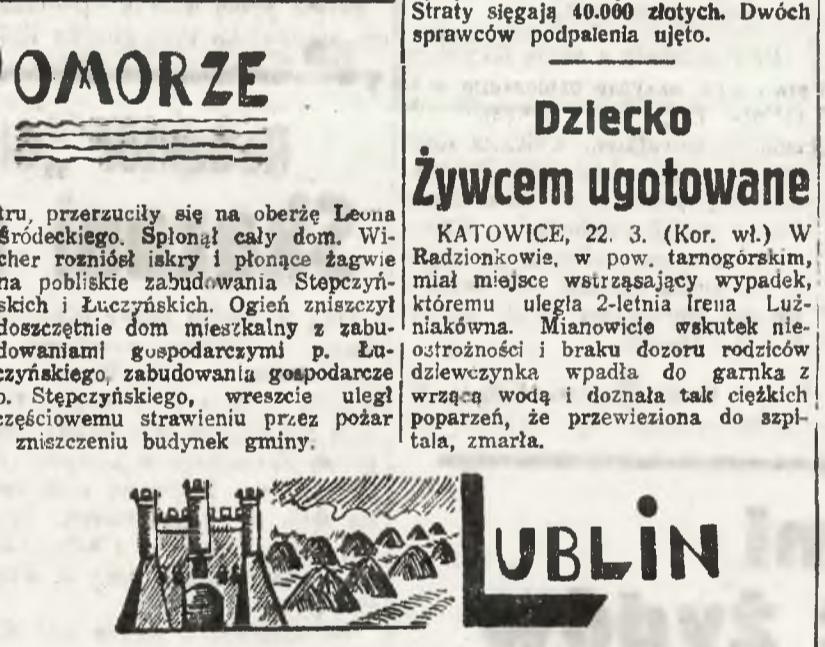 OMORZE
tru, przerzuciły się na oberżę Leona
Śródeckiego. Spłonął cały dom. Wi-
cher rozniósł iskry i płonące żagwie
na pobliskie zabudowania Stępczyń-
skich i Łuczyńskich. Ogień zniszczył
doszczętnie dom mieszkalny z zabu-
dowaniami gospodarczymi p. Łu-
czyńskiego, zabudowania gospodarcze
p. Stępczyńskiego, wreszcie uległ
częściowemu strawieniu przez pożar
zniszczeniu budynek gminy.
Straty sięgają 40.000 złotych. Dwóch
sprawców podpalenia ujęto.
Dziecko
Żywcem ugotowane
KATOWICE, 22. 3. (Kor. wł.) W
Radzionkowie, w pow. tarnogórskim,
miał miejsce wstrząsający wypadek,
któremu uległa 2-letnia Irena Luź-
niakówna. Mianowicie wskutek nie-
ostrożności i braku dozoru rodziców
dziewczynka wpadła do garnka z
wrzącą wodą i doznała tak ciężkich
poparzeń, że przewieziona do szpi-
tala, zmarła.
LUBLIN